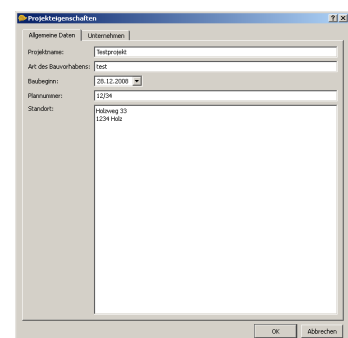 Projekteigenschaften
Allgemeine Daten Unternehmen
Projektname: Testprojekt
Art des Bauvorhabens: test
Baubeginn: 28.12.2008
Plannummer: 12/34
Standort: Holzweg 33
1234 Holz
OK Abbrechen